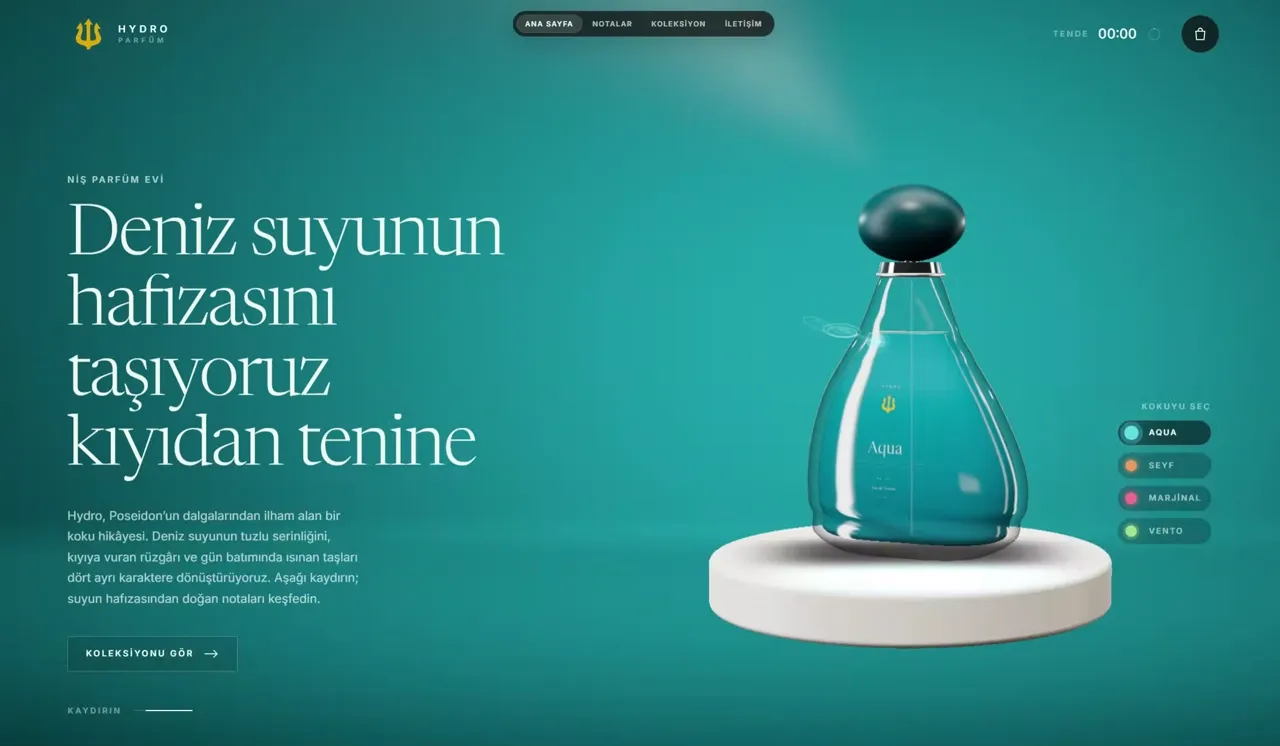 HYDRO
PARFÜM
ANA SAYFA
NOTALAR
KOLEKSİYON
İLETİŞİM
TENDE 00:00
NİŞ PARFÜM EVİ
Deniz suyunun
hafızasını
taşıyoruz
kıyıdan tenine
Hydro, Poseidon’un dalgalarından ilham alan bir
koku hikâyesi. Deniz suyunun tuzlu serinliğini,
kıyıya vuran rüzgârı ve gün batımında ısınan taşları
dört ayrı karaktere dönüştürüyoruz. Aşağı kaydırın;
suyun hafızasından doğan notaları keşfedin.
KOLEKSİYONU GÖR
KAYDIRIN
HYDRO
Aqua
KOKUYU SEÇ
AQUA
SEYF
MARJİNAL
VENTO